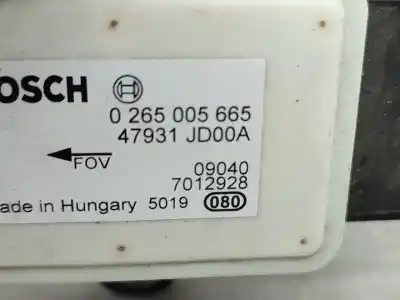 OSCH
0 265 005 665
47931 JD00A
FOV
09040
7012928
ade in Hungary 5019 080